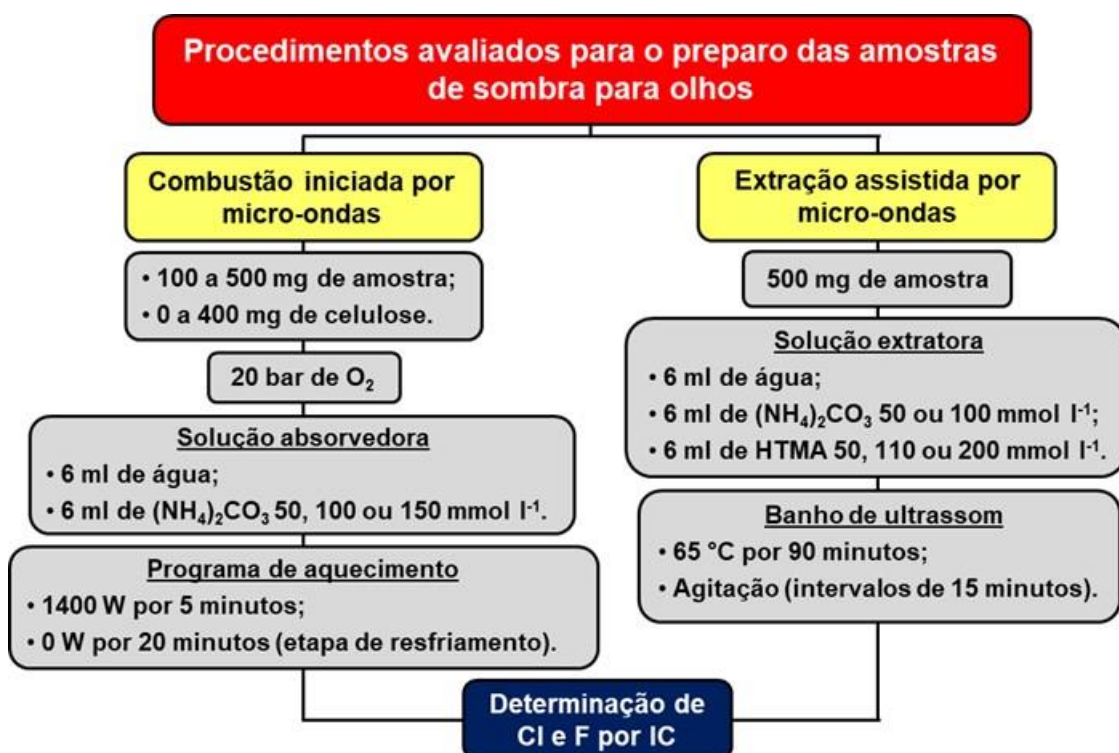 Procedimentos avaliados para o preparo das amostras
de sombra para olhos
Combustão iniciada por
micro-ondas
• 100 a 500 mg de amostra;
• 0 a 400 mg de celulose.
20 bar de O₂
Solução absorvedora
• 6 ml de água;
• 6 ml de (NH₄)₂CO₃ 50, 100 ou 150 mmol l⁻¹.
Programa de aquecimento
• 1400 W por 5 minutos;
• 0 W por 20 minutos (etapa de resfriamento).
Extração assistida por
micro-ondas
500 mg de amostra
Solução extratora
• 6 ml de água;
• 6 ml de (NH₄)₂CO₃ 50 ou 100 mmol l⁻¹;
• 6 ml de HTMA 50, 110 ou 200 mmol l⁻¹.
Banho de ultrassom
• 65 °C por 90 minutos;
• Agitação (intervalos de 15 minutos).
Determinação de
Cl e F por IC